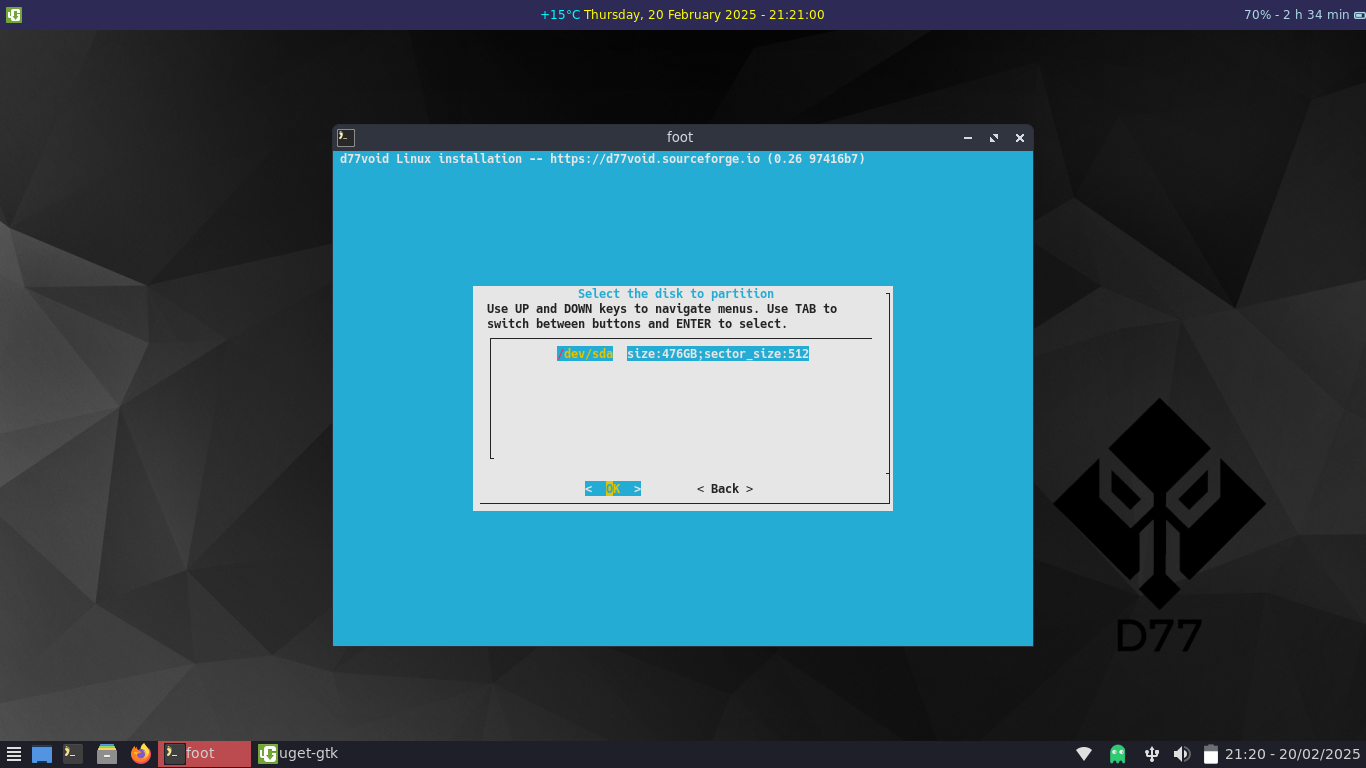 +15°C Thursday, 20 February 2025 - 21:21:00
70% - 2 h 34 min
foot
d77void Linux installation -- https://d77void.sourceforge.io (0.26 97416b7)
Select the disk to partition
Use UP and DOWN keys to navigate menus. Use TAB to
switch between buttons and ENTER to select.
/dev/sda size:476GB;sector_size:512
< OK > < Back >
D77
foot
uget-gtk
21:20 - 20/02/2025